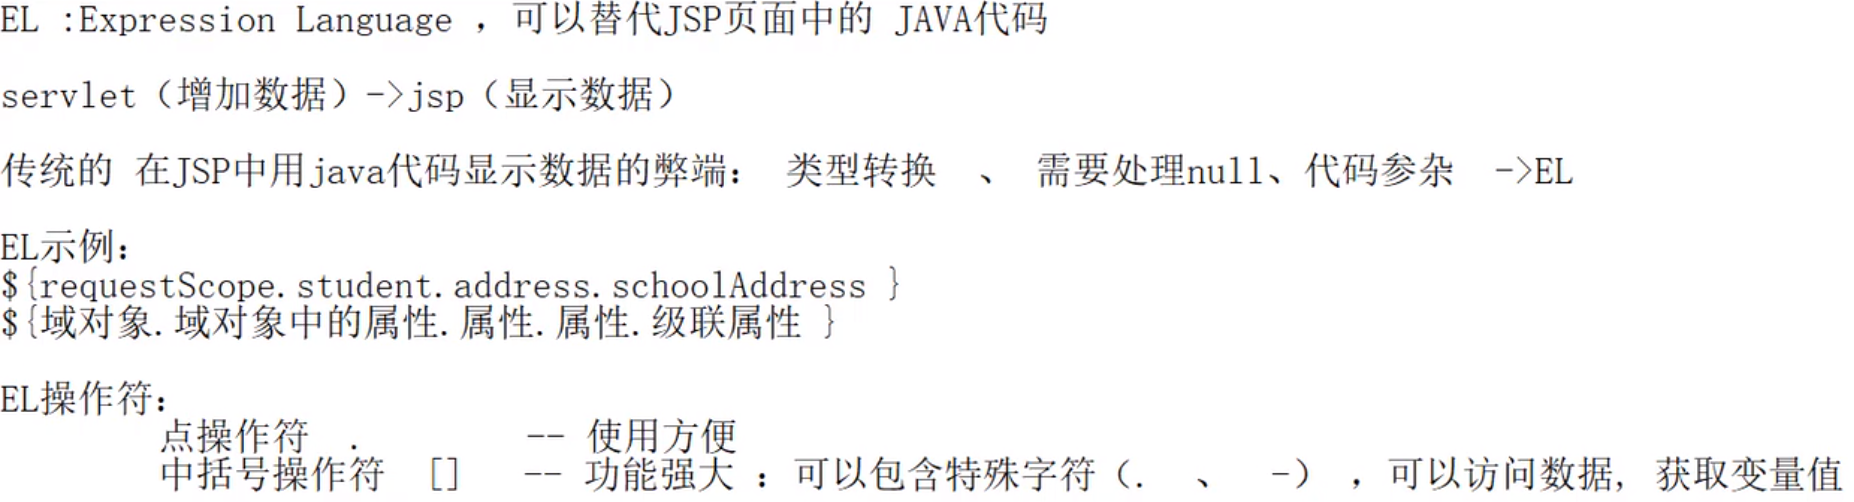 EL :Expression Language ，可以替代JSP页面中的 JAVA代码
servlet（增加数据）->jsp（显示数据）
传统的 在JSP中用java代码显示数据的弊端： 类型转换 、 需要处理null、代码参杂 ->EL
EL示例：
${requestScope.student.address.schoolAddress }
${域对象.域对象中的属性.属性.属性.级联属性 }
EL操作符：
点操作符 . -- 使用方便
中括号操作符 [] -- 功能强大 ：可以包含特殊字符（. 、 -） ，可以访问数据, 获取变量值